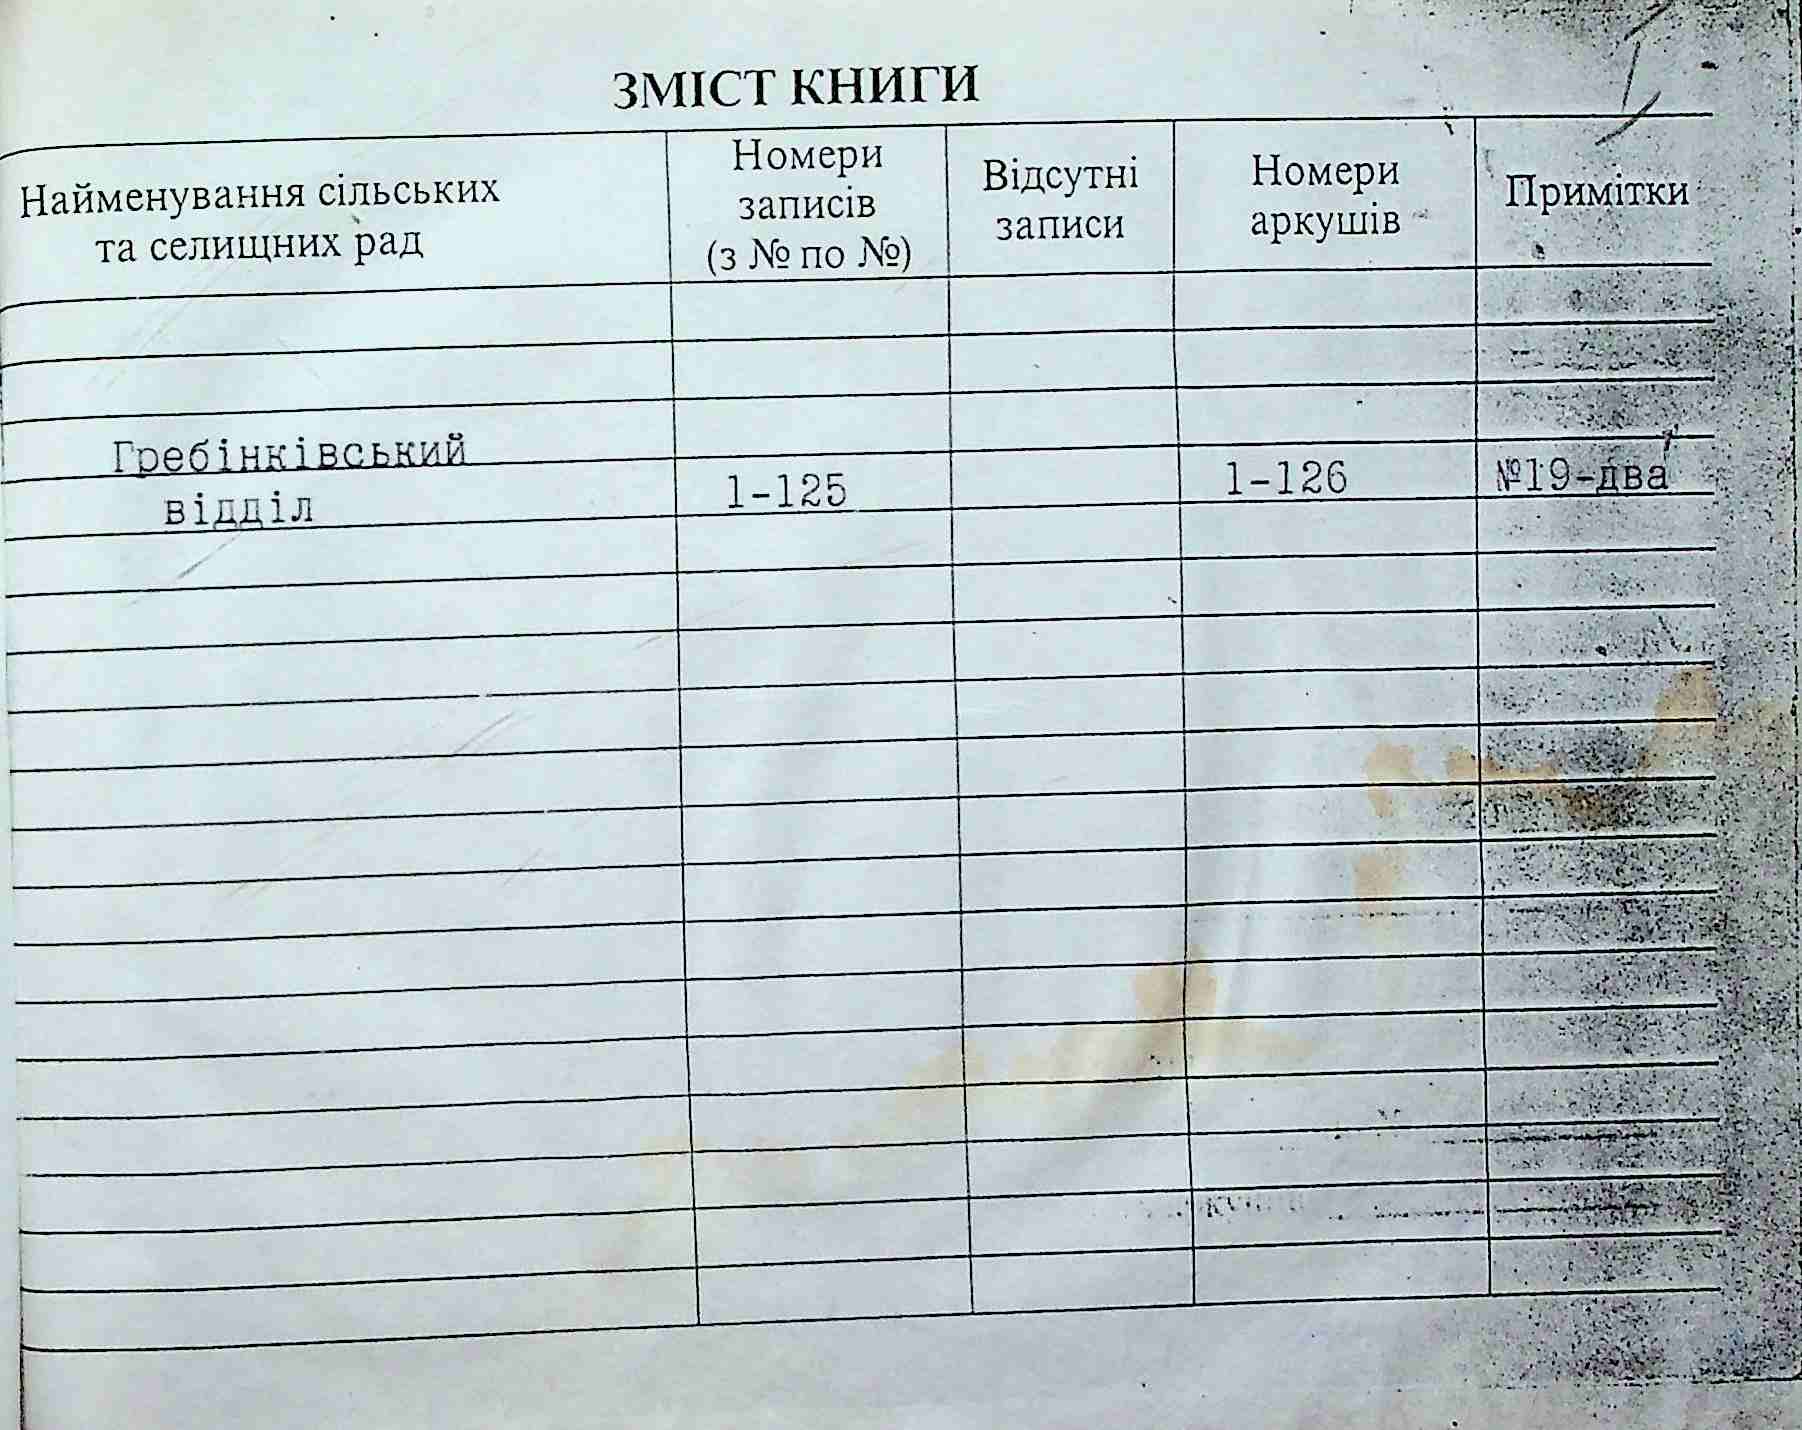 ЗМІСТ КНИГИ
Найменування сільських
та селищних рад
Номери
записів
(з № по №)
Відсутні
записи
Номери
аркушів
Примітки
Гребінківський
відділ
1-125
1-126
№19-два